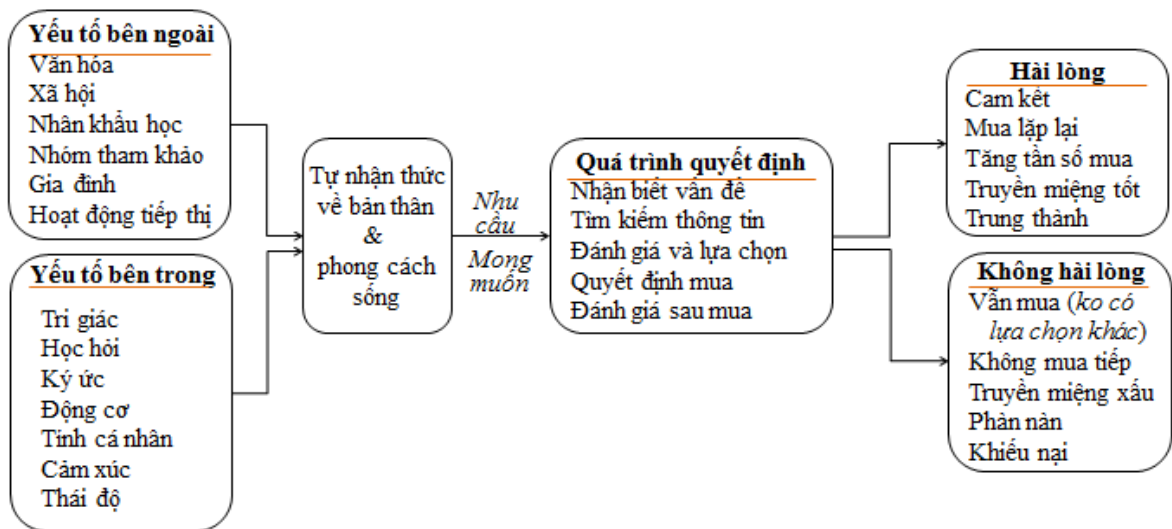 Yếu tố bên ngoài
Văn hóa
Xã hội
Nhân khẩu học
Nhóm tham khảo
Gia đình
Hoạt động tiếp thị
Yếu tố bên trong
Tri giác
Học hỏi
Ký ức
Động cơ
Tính cá nhân
Cảm xúc
Thái độ
Tự nhận thức
về bản thân
&
phong cách
sống
Nhu
cầu
Mong
muốn
Quá trình quyết định
Nhận biết vấn đề
Tìm kiếm thông tin
Đánh giá và lựa chọn
Quyết định mua
Đánh giá sau mua
Hài lòng
Cam kết
Mua lặp lại
Tăng tần số mua
Truyền miệng tốt
Trung thành
Không hài lòng
Vẫn mua (ko có
lựa chọn khác)
Không mua tiếp
Truyền miệng xấu
Phàn nàn
Khiếu nại